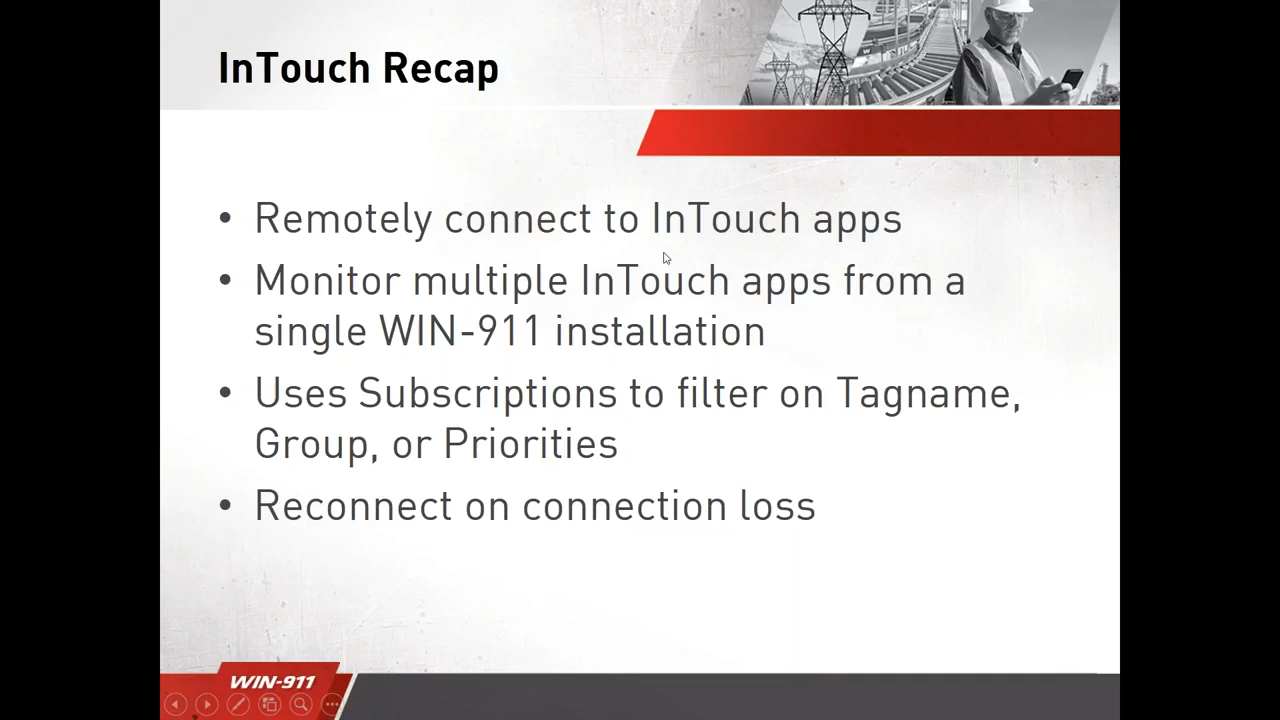 InTouch Recap
• Remotely connect to InTouch apps
• Monitor multiple InTouch apps from a
single WIN-911 installation
• Uses Subscriptions to filter on Tagname,
Group, or Priorities
• Reconnect on connection loss
WIN-911